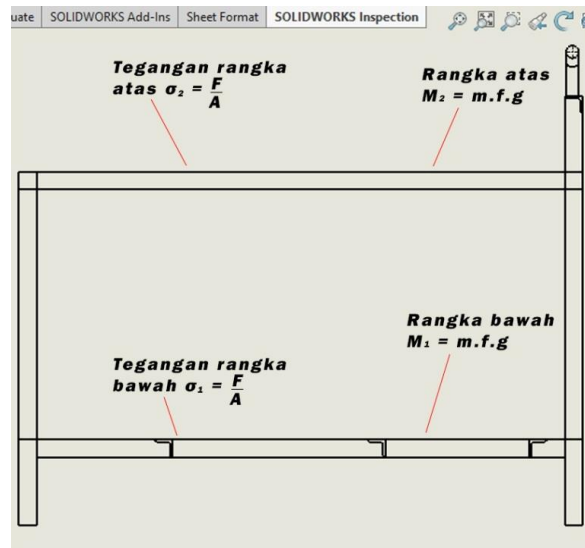 uate SOLIDWORKS Add-Ins Sheet Format SOLIDWORKS Inspection
Tegangan rangka
atas σ₂ = F/A
Rangka atas
M₂ = m.f.g
Rangka bawah
M₁ = m.f.g
Tegangan rangka
bawah σ₁ = F/A